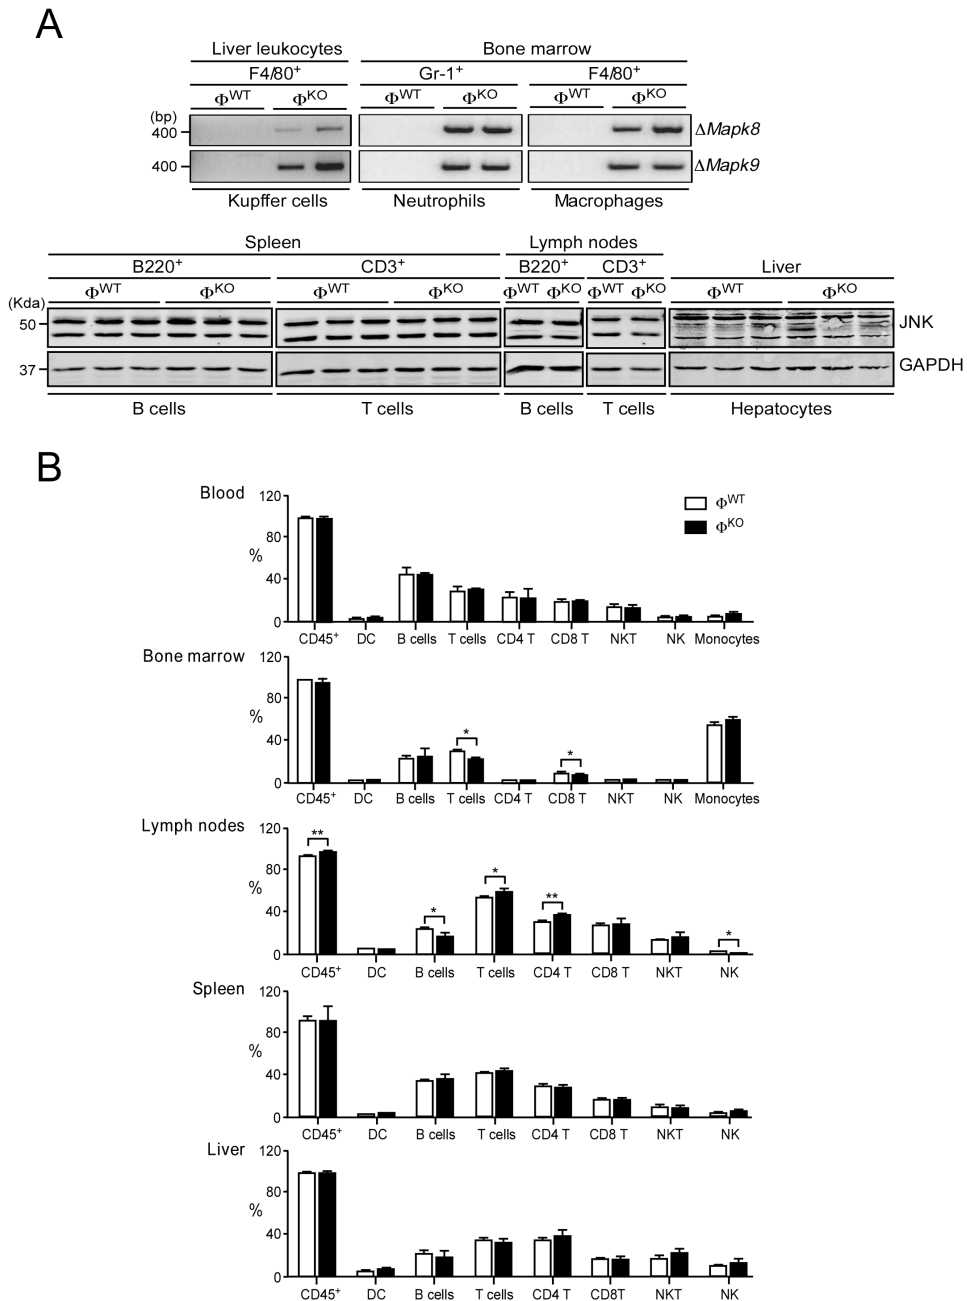 A
Liver leukocytes Bone marrow
F4/80+ Gr-1+ F4/80+
ΦWT ΦKO ΦWT ΦKO ΦWT ΦKO
(bp)
400 ΔMapk8
400 ΔMapk9
Kupffer cells Neutrophils Macrophages
Spleen Lymph nodes
B220+ CD3+ B220+ CD3+ Liver
ΦWT ΦKO ΦWT ΦKO ΦWT ΦKO ΦWT ΦKO ΦWT ΦKO
(Kda)
50 JNK
37 GAPDH
B cells T cells B cells T cells Hepatocytes
B
Blood 120
ΦWT
80
ΦKO
%
40
0
CD45+ DC B cells T cells CD4 T CD8 T NKT NK Monocytes
Bone marrow 120
80
%
* *
40
0
CD45+ DC B cells T cells CD4 T CD8 T NKT NK Monocytes
Lymph nodes 120
**
80
* **
%
* *
40
0
CD45+ DC B cells T cells CD4 T CD8 T NKT NK
Spleen 120
80
%
40
0
CD45+ DC B cells T cells CD4 T CD8 T NKT NK
Liver 120
80
%
40
0
CD45+ DC B cells T cells CD4 T CD8T NKT NK